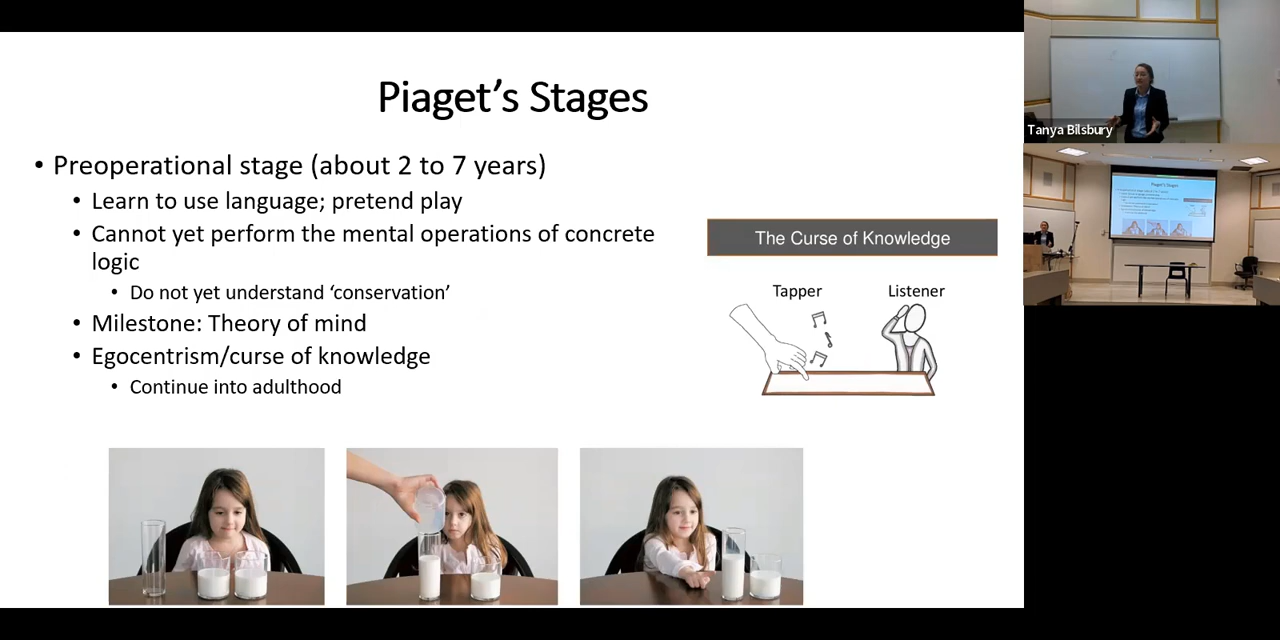 Piaget's Stages
• Preoperational stage (about 2 to 7 years)
• Learn to use language; pretend play
• Cannot yet perform the mental operations of concrete
logic
• Do not yet understand ‘conservation’
• Milestone: Theory of mind
• Egocentrism/curse of knowledge
• Continue into adulthood
The Curse of Knowledge
Tapper
Listener
Tanya Bilsbury
Piaget's Stages